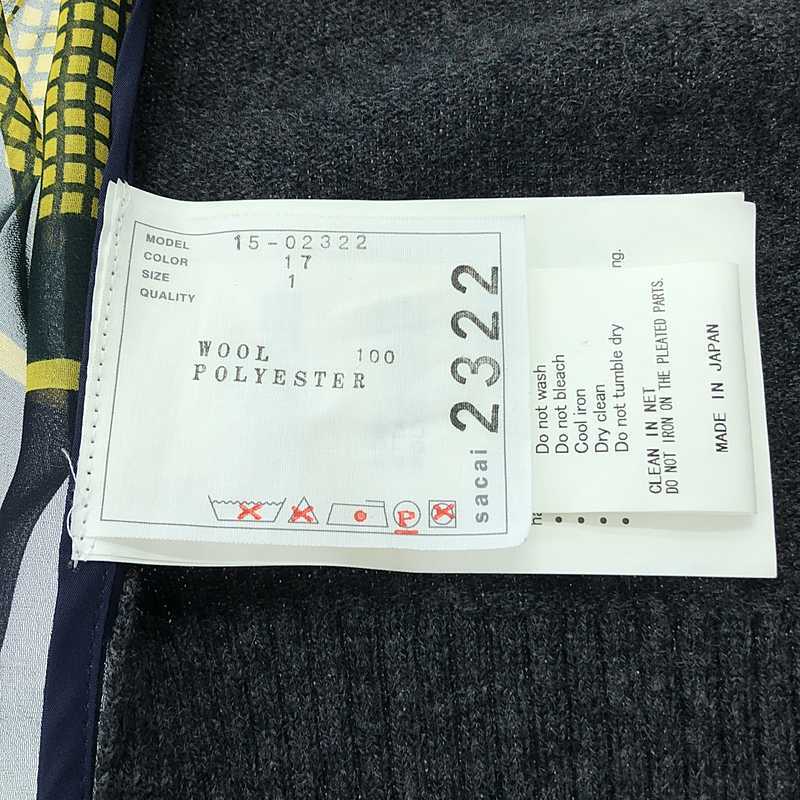 MODEL 15-02322
COLOR 17
SIZE 1
QUALITY
WOOL 100
POLYESTER
sacai 2322
ng.
Do not wash
Do not bleach
Cool iron
Dry clean
Do not tumble dry
CLEAN IN NET
DO NOT IRON ON THE PLEATED PARTS.
MADE IN JAPAN
P